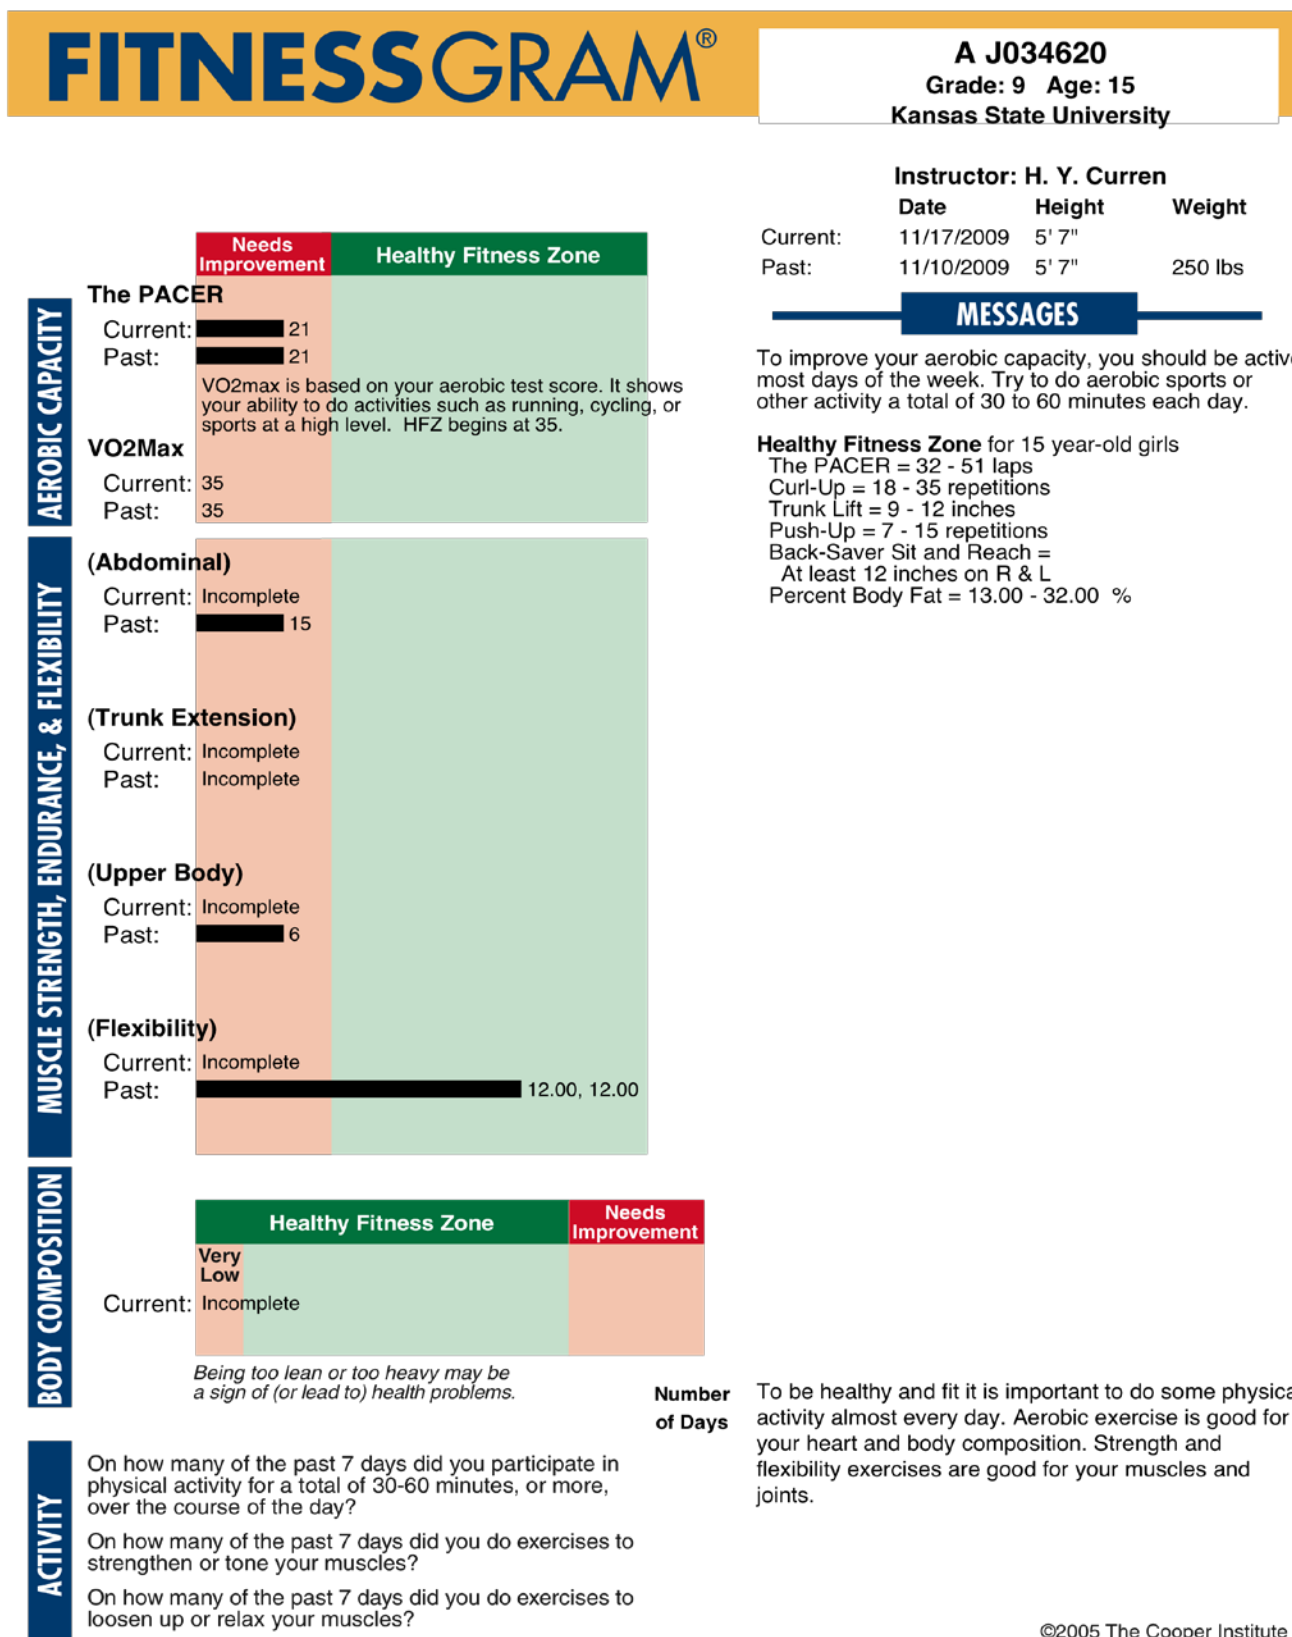 FITNESSGRAM®
A J034620
Grade: 9 Age: 15
Kansas State University
Instructor: H. Y. Curren
Date Height Weight
Current: 11/17/2009 5' 7"
Past: 11/10/2009 5' 7" 250 lbs
MESSAGES
To improve your aerobic capacity, you should be active
most days of the week. Try to do aerobic sports or
other activity a total of 30 to 60 minutes each day.
Healthy Fitness Zone for 15 year-old girls
The PACER = 32 - 51 laps
Curl-Up = 18 - 35 repetitions
Trunk Lift = 9 - 12 inches
Push-Up = 7 - 15 repetitions
Back-Saver Sit and Reach =
At least 12 inches on R & L
Percent Body Fat = 13.00 - 32.00 %
Needs
Improvement
Healthy Fitness Zone
AEROBIC CAPACITY
The PACER
Current: 21
Past: 21
VO2max is based on your aerobic test score. It shows
your ability to do activities such as running, cycling, or
sports at a high level. HFZ begins at 35.
VO2Max
Current: 35
Past: 35
MUSCLE STRENGTH, ENDURANCE, & FLEXIBILITY
(Abdominal)
Current: Incomplete
Past: 15
(Trunk Extension)
Current: Incomplete
Past: Incomplete
(Upper Body)
Current: Incomplete
Past: 6
(Flexibility)
Current: Incomplete
Past: 12.00, 12.00
BODY COMPOSITION
Healthy Fitness Zone
Needs
Improvement
Very
Low
Current: Incomplete
Being too lean or too heavy may be
a sign of (or lead to) health problems.
Number
of Days
To be healthy and fit it is important to do some physica
activity almost every day. Aerobic exercise is good for
your heart and body composition. Strength and
flexibility exercises are good for your muscles and
joints.
ACTIVITY
On how many of the past 7 days did you participate in
physical activity for a total of 30-60 minutes, or more,
over the course of the day?
On how many of the past 7 days did you do exercises to
strengthen or tone your muscles?
On how many of the past 7 days did you do exercises to
loosen up or relax your muscles?
©2005 The Cooper Institute